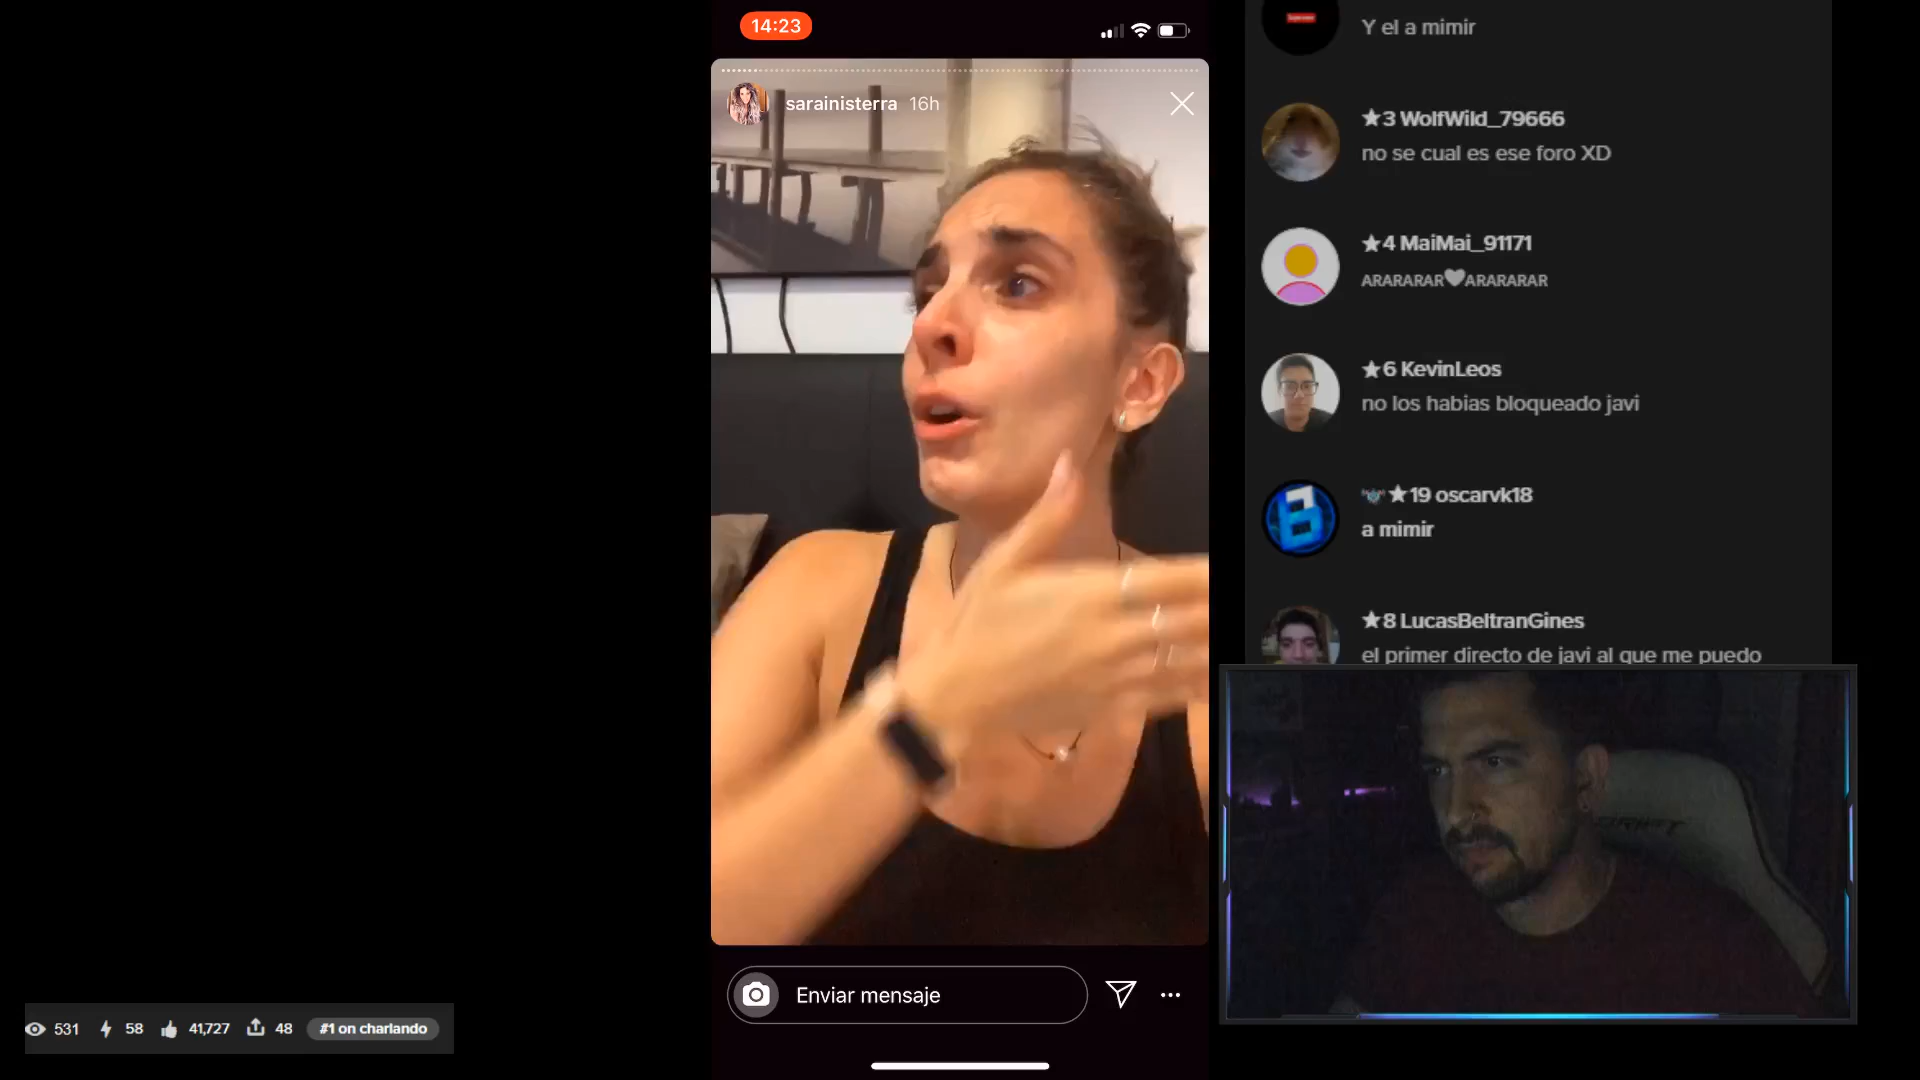 14:23
sarainisterra 16h
Enviar mensaje
531 58 41,727 48 #1 on charlando
Y el a mimir
★3 WolfWild_79666
no se cual es ese foro XD
★4 MaiMai_91171
ARARARAR🖤ARARARAR
★6 KevinLeos
no los habias bloqueado javi
★19 oscarvk18
a mimir
★8 LucasBeltranGines
el primer directo de javi al que me puedo